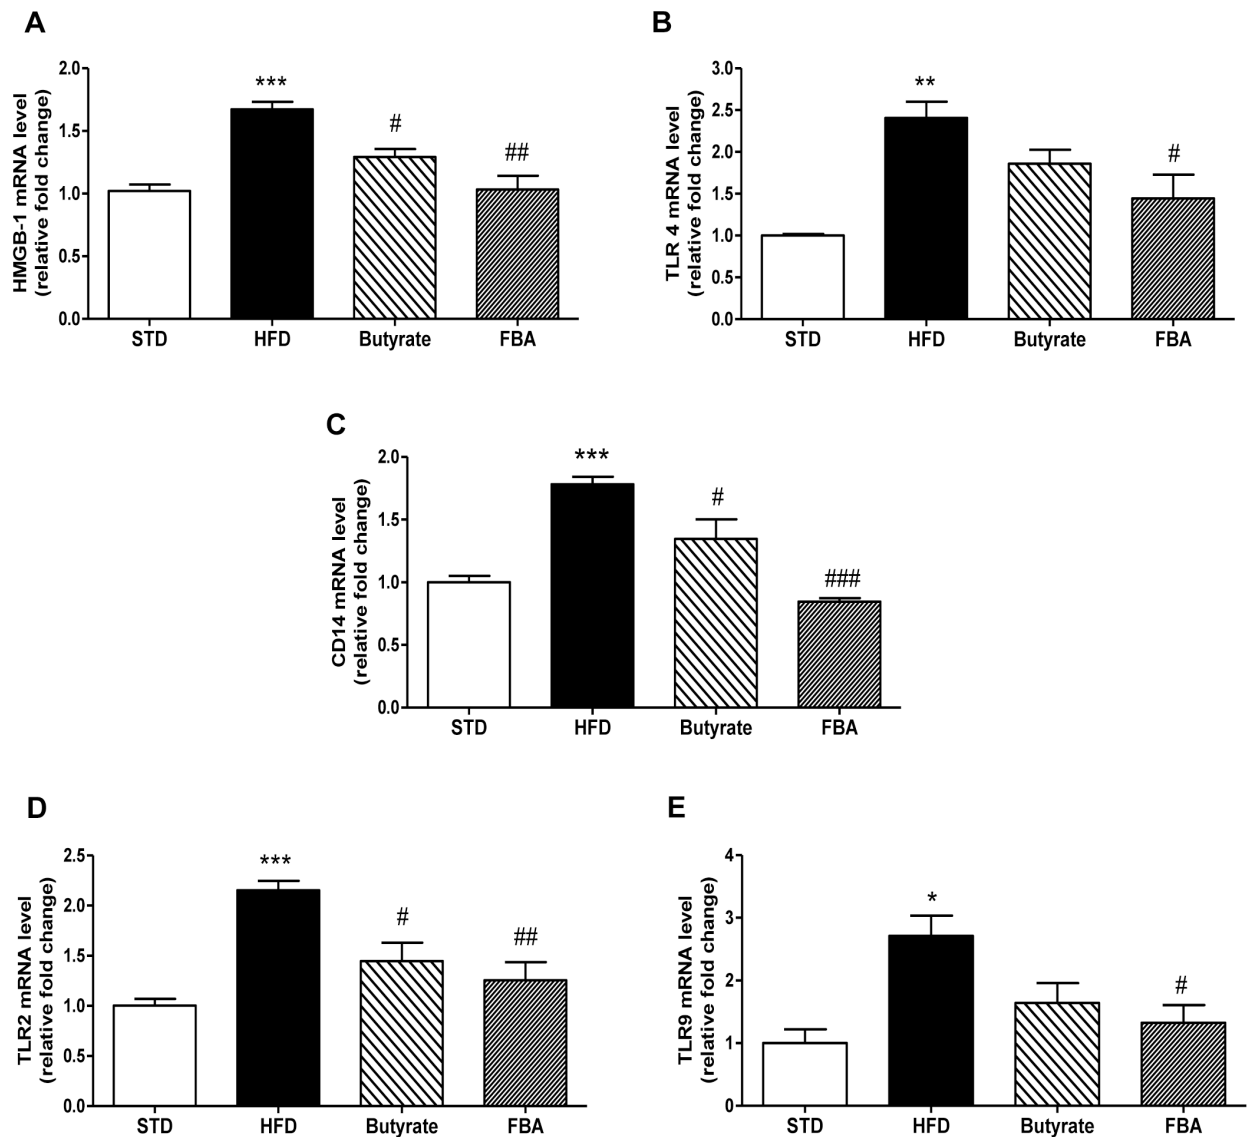 A
HMGB-1 mRNA level
(relative fold change)
2.0
1.5
1.0
0.5
0.0
***
#
##
STD HFD Butyrate FBA
B
TLR 4 mRNA level
(relative fold change)
3.0
2.5
2.0
1.5
1.0
0.5
0.0
**
#
STD HFD Butyrate FBA
C
CD14 mRNA level
(relative fold change)
2.0
1.5
1.0
0.5
0.0
***
#
###
STD HFD Butyrate FBA
D
TLR2 mRNA level
(relative fold change)
2.5
2.0
1.5
1.0
0.5
0.0
***
#
##
STD HFD Butyrate FBA
E
TLR9 mRNA level
(relative fold change)
4
3
2
1
0
*
#
STD HFD Butyrate FBA